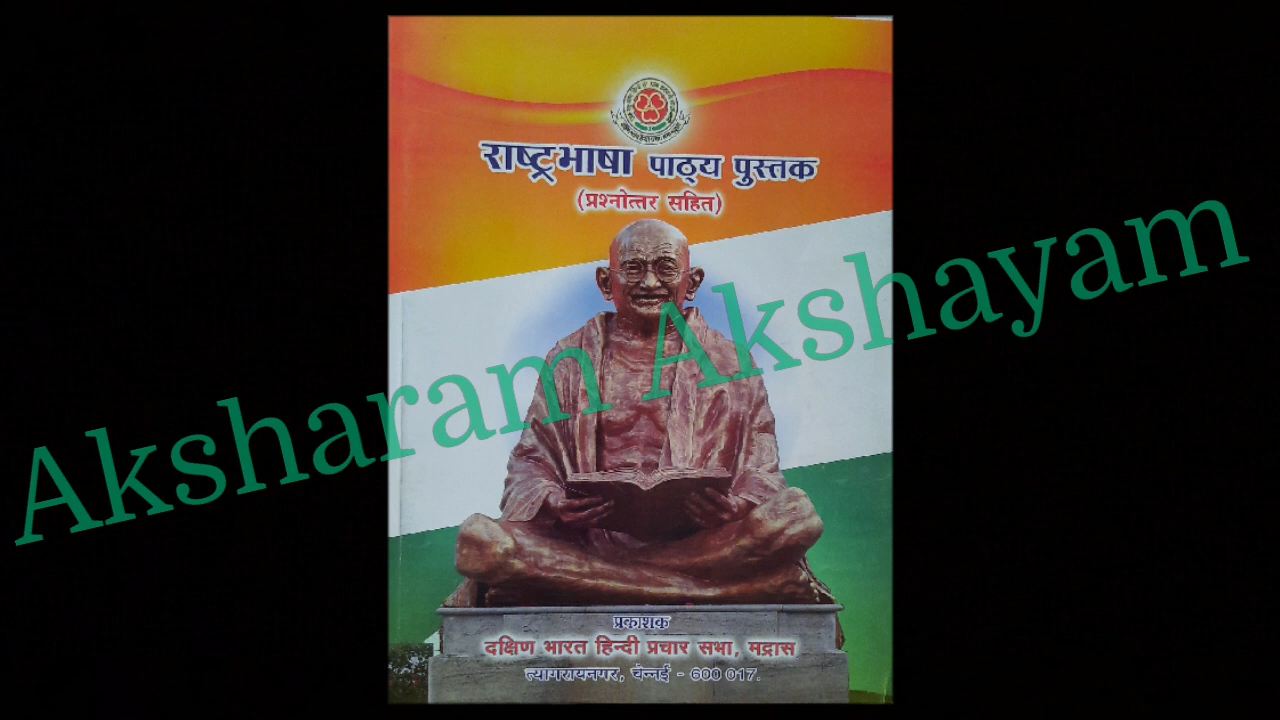 राष्ट्रभाषा पाठ्य पुस्तक
(प्रश्नोत्तर सहित)
Aksharam Akshayam
प्रकाशक
दक्षिण भारत हिन्दी प्रचार सभा, मद्रास
त्यागरायनगर, चेन्नई - 600 017.